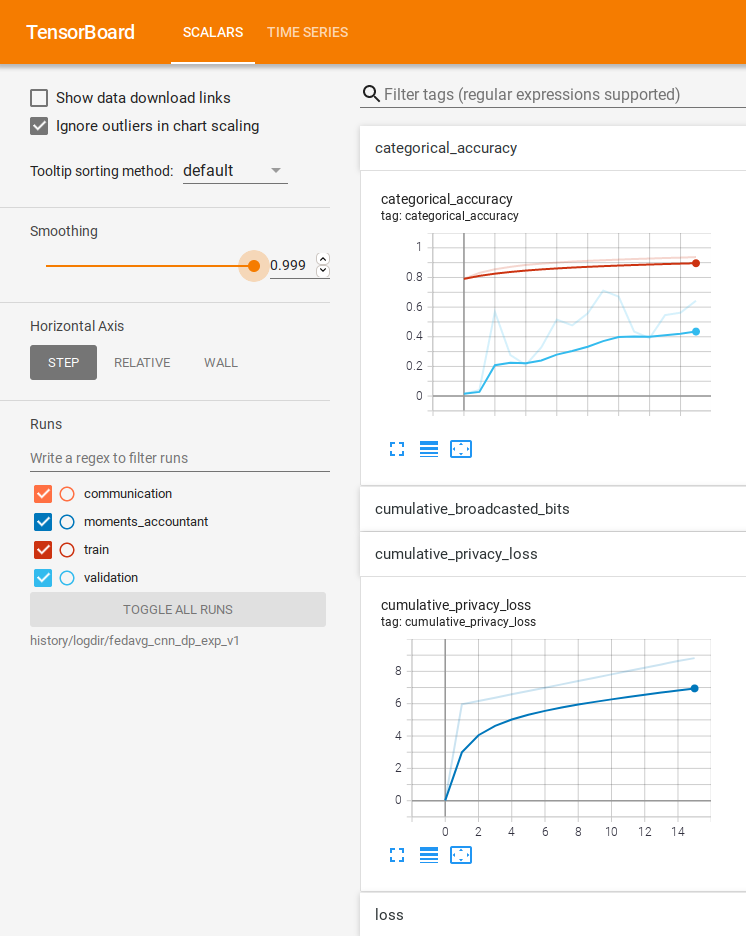 TensorBoard
SCALARS
TIME SERIES
Show data download links
Ignore outliers in chart scaling
Tooltip sorting method:
default
Smoothing
0.999
Horizontal Axis
STEP
RELATIVE
WALL
Runs
Write a regex to filter runs
communication
moments_accountant
train
validation
TOGGLE ALL RUNS
history/logdir/fedavg_cnn_dp_exp_v1
Filter tags (regular expressions supported)
categorical_accuracy
categorical_accuracy
tag: categorical_accuracy
1
0.8
0.6
0.4
0.2
0
cumulative_broadcasted_bits
cumulative_privacy_loss
cumulative_privacy_loss
tag: cumulative_privacy_loss
8
6
4
2
0
0 2 4 6 8 10 12 14
loss